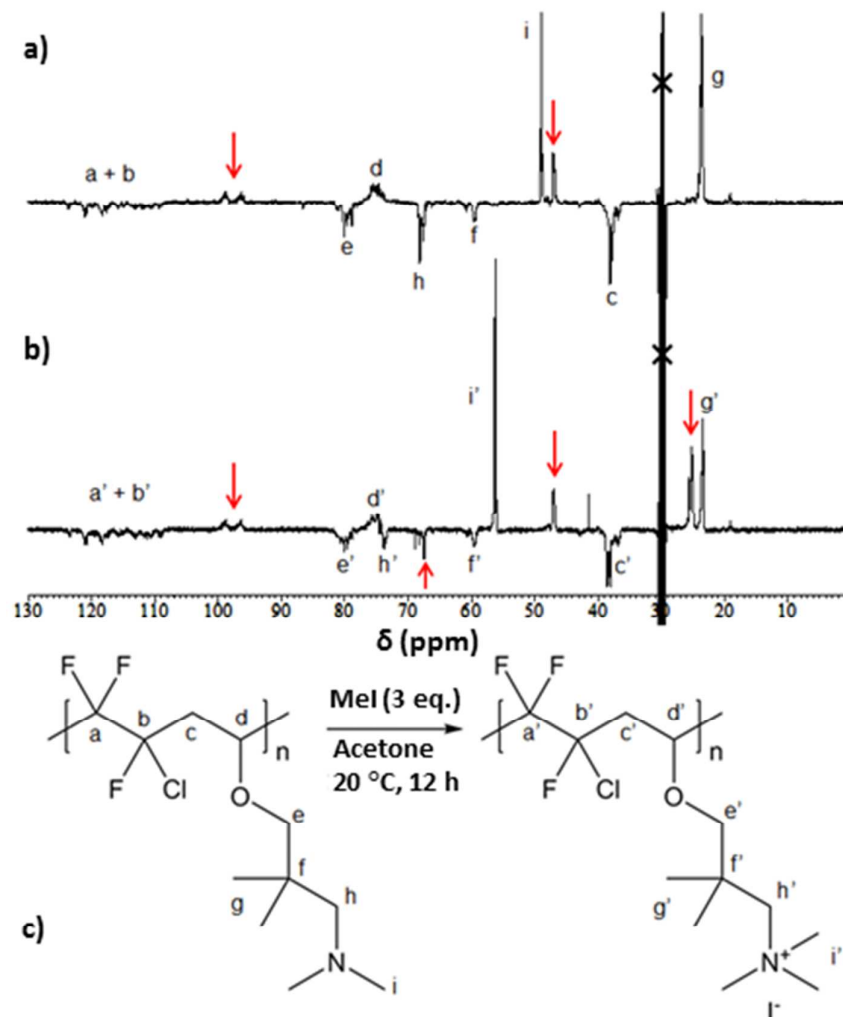 a)
i
g
a + b
d
e
h
f
c
b)
i'
g'
a' + b'
d'
e'
h'
f'
c'
130 120 110 100 90 80 70 60 50 40 30 20 10
δ (ppm)
F F
a b c d n
F Cl O
e
f
g h
N i
MeI (3 eq.)
Acetone
20 °C, 12 h
F F
a' b' c' d' n
F Cl O
e'
f'
g' h'
N+ i'
I-
c)